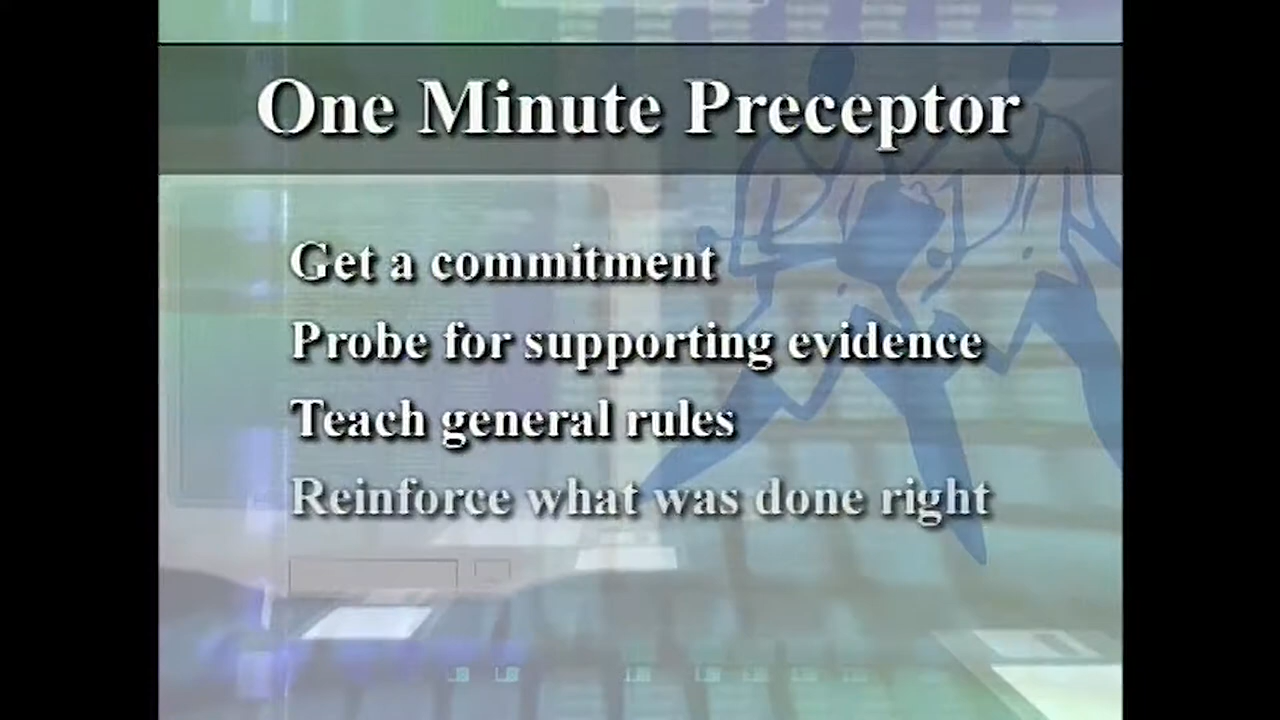 One Minute Preceptor
Get a commitment
Probe for supporting evidence
Teach general rules
Reinforce what was done right